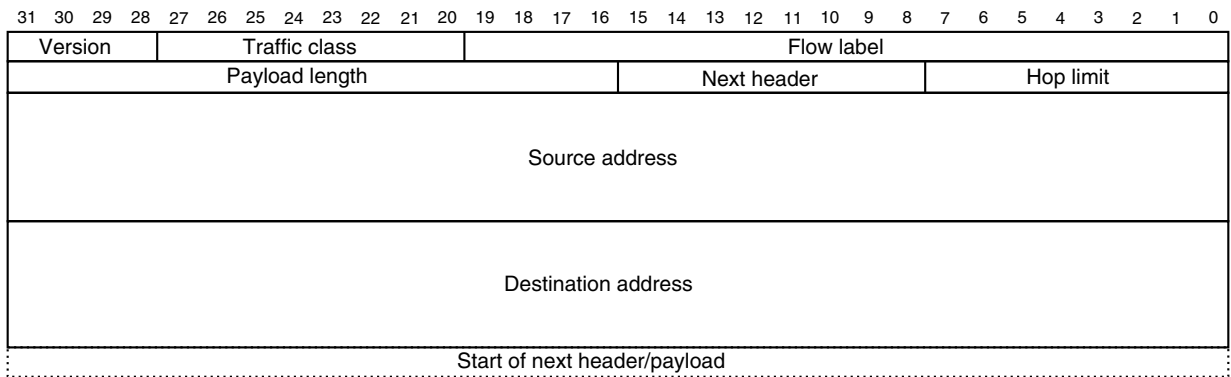 31 30 29 28 27 26 25 24 23 22 21 20 19 18 17 16 15 14 13 12 11 10 9 8 7 6 5 4 3 2 1 0
Version Traffic class Flow label
Payload length Next header Hop limit
Source address
Destination address
Start of next header/payload